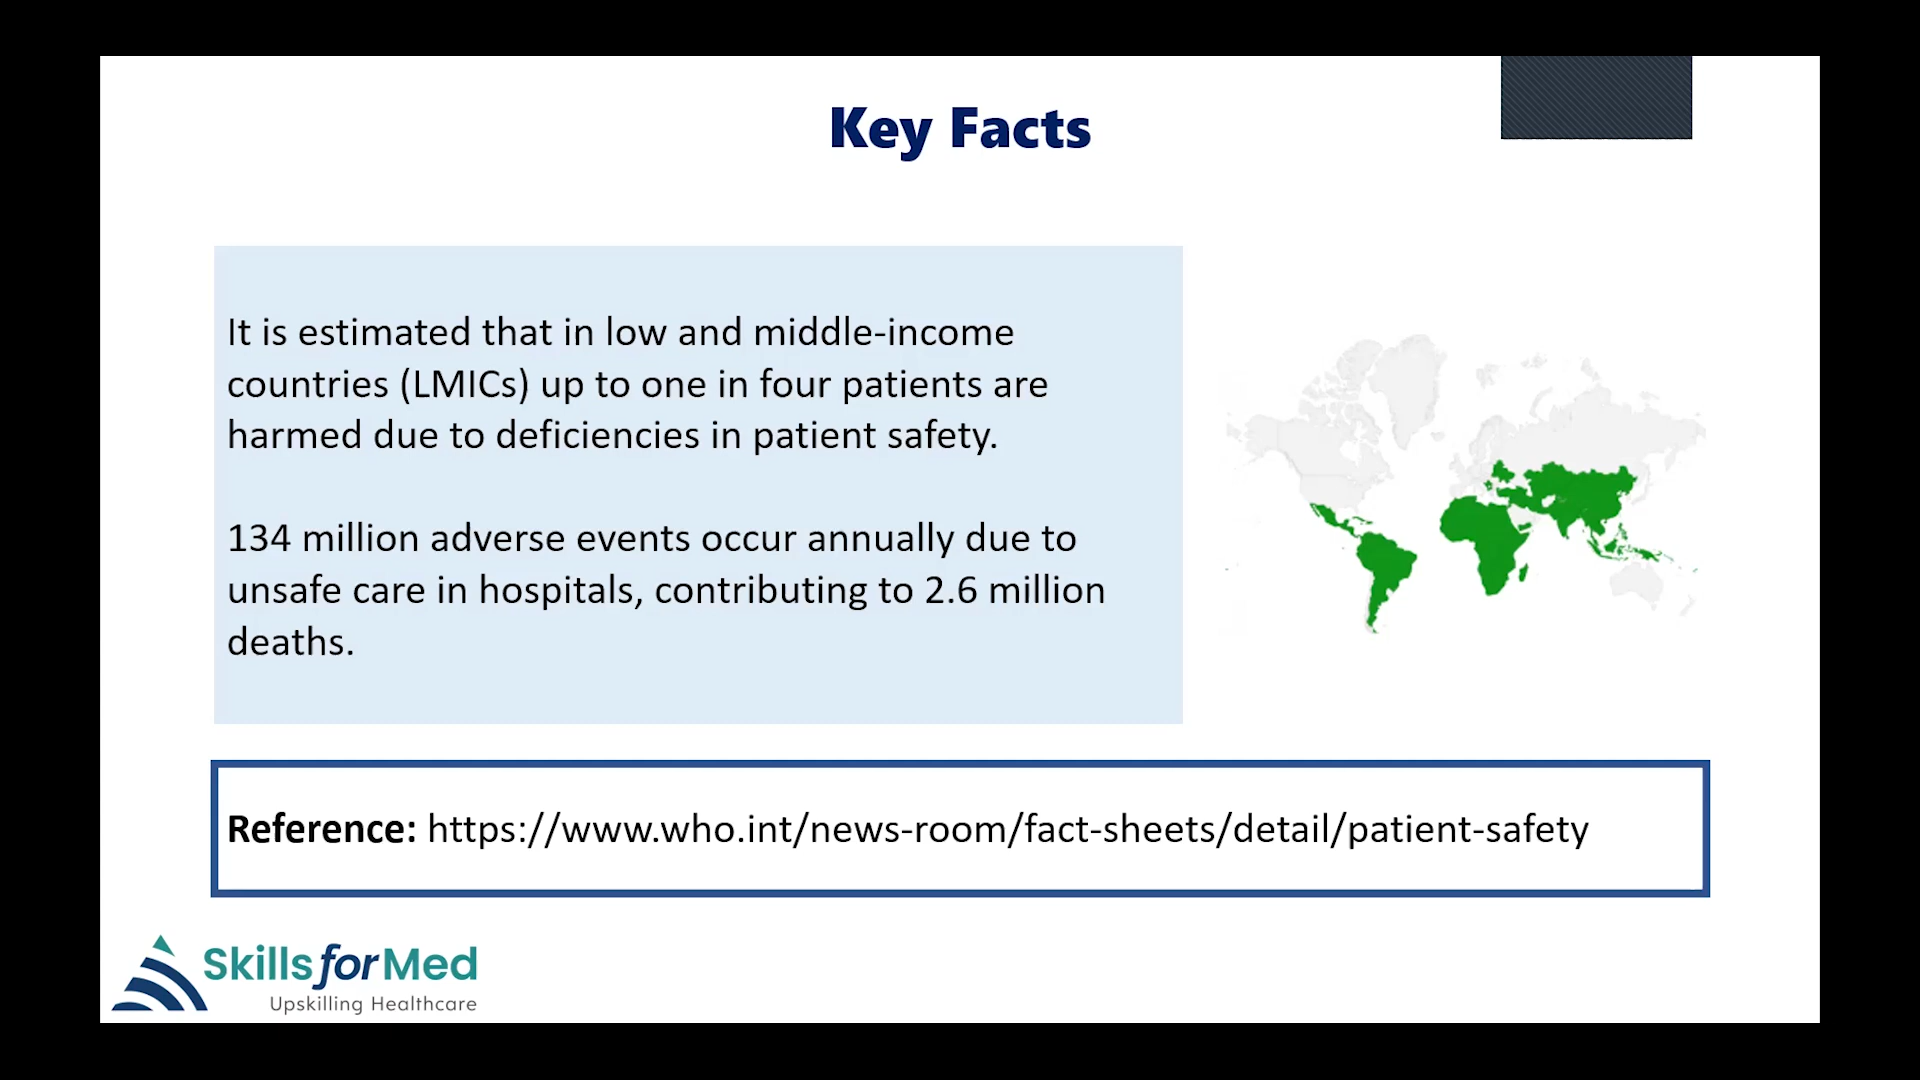 Key Facts
It is estimated that in low and middle-income
countries (LMICs) up to one in four patients are
harmed due to deficiencies in patient safety.
134 million adverse events occur annually due to
unsafe care in hospitals, contributing to 2.6 million
deaths.
Reference: https://www.who.int/news-room/fact-sheets/detail/patient-safety
SkillsforMed
Upskilling Healthcare